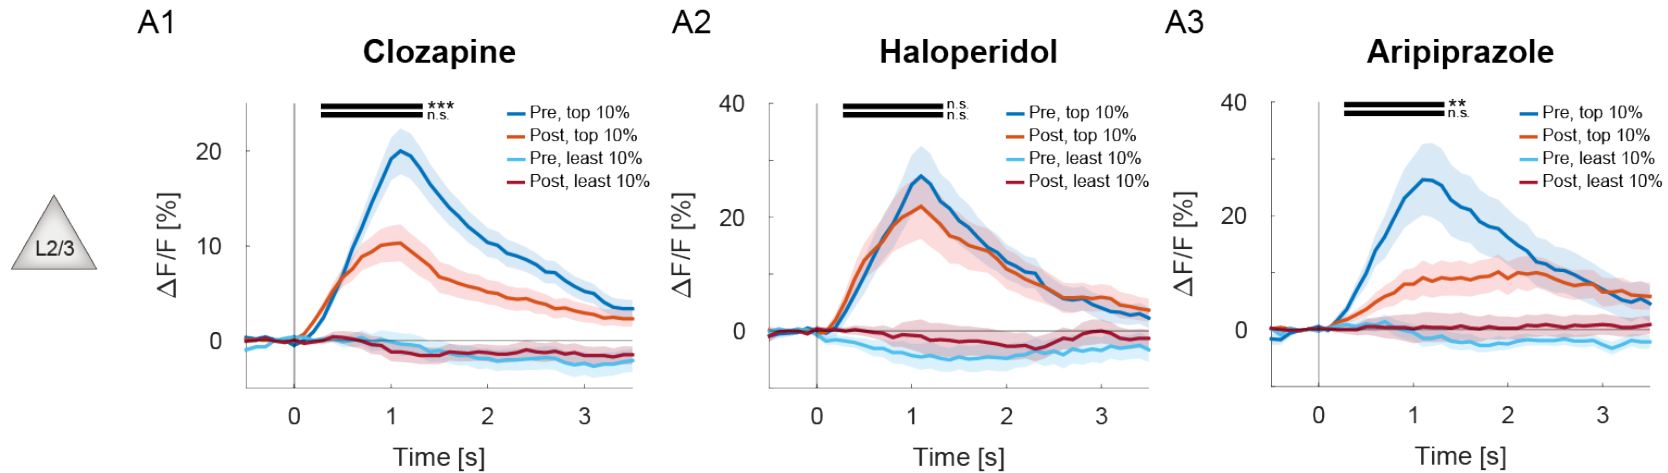 A1
Clozapine
***
n.s.
Pre, top 10%
Post, top 10%
Pre, least 10%
Post, least 10%
20
10
0
ΔF/F [%]
0 1 2 3
Time [s]
L2/3
A2
Haloperidol
n.s.
n.s.
Pre, top 10%
Post, top 10%
Pre, least 10%
Post, least 10%
40
20
0
ΔF/F [%]
0 1 2 3
Time [s]
A3
Aripiprazole
**
n.s.
Pre, top 10%
Post, top 10%
Pre, least 10%
Post, least 10%
40
20
0
ΔF/F [%]
0 1 2 3
Time [s]